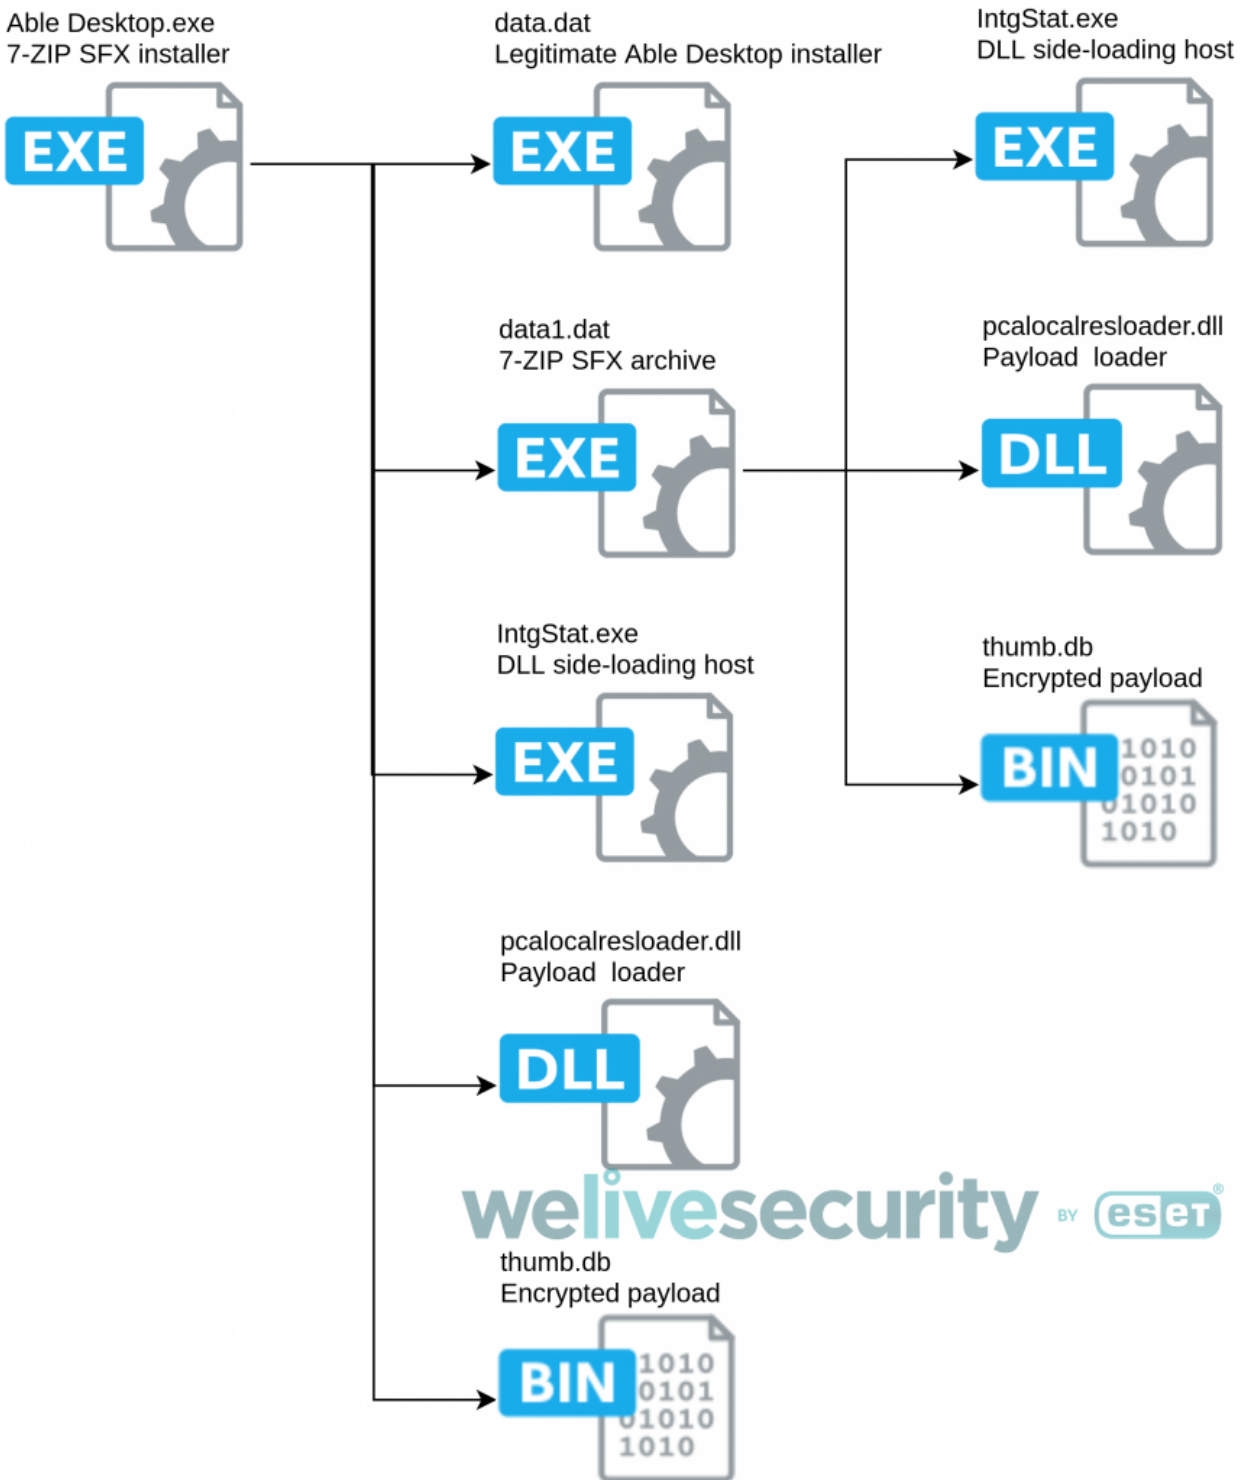 Able Desktop.exe
7-ZIP SFX installer
EXE
data.dat
Legitimate Able Desktop installer
EXE
IntgStat.exe
DLL side-loading host
EXE
data1.dat
7-ZIP SFX archive
EXE
pcalocalresloader.dll
Payload loader
DLL
IntgStat.exe
DLL side-loading host
EXE
thumb.db
Encrypted payload
BIN
1010
0101
01010
1010
pcalocalresloader.dll
Payload loader
DLL
welivesecurity BY eseT®
thumb.db
Encrypted payload
BIN
1010
0101
01010
1010